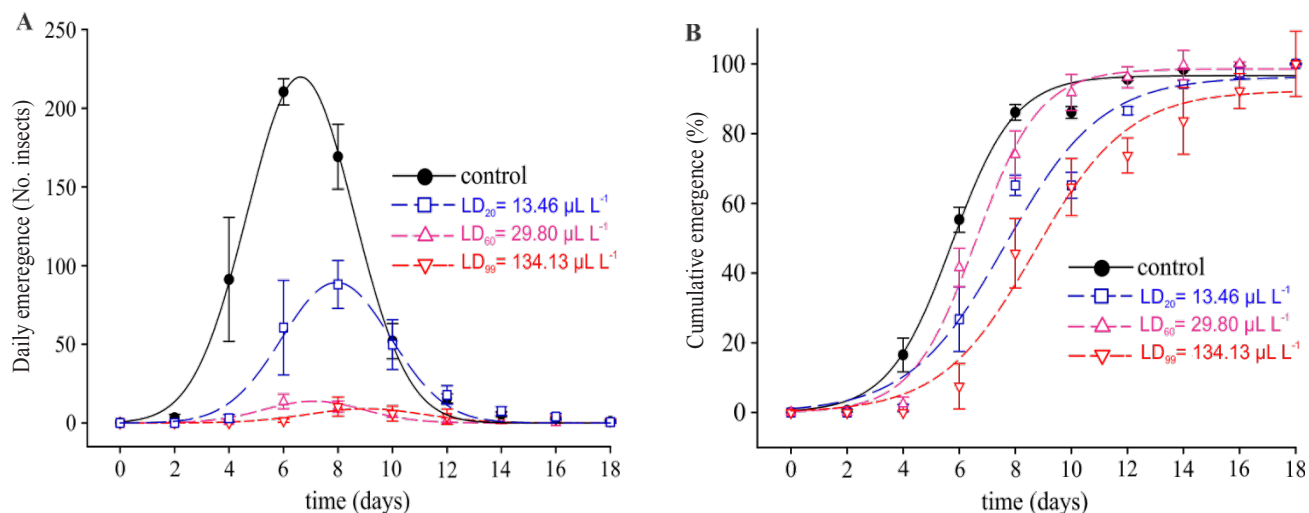 A
Daily emeregence (No. insects)
250
200
150
100
50
0
control
LD20= 13.46 µL L-1
LD60= 29.80 µL L-1
LD99= 134.13 µL L-1
0 2 4 6 8 10 12 14 16 18
time (days)
B
Cumulative emergence (%)
100
80
60
40
20
0
control
LD20= 13.46 µL L-1
LD60= 29.80 µL L-1
LD99= 134.13 µL L-1
0 2 4 6 8 10 12 14 16 18
time (days)